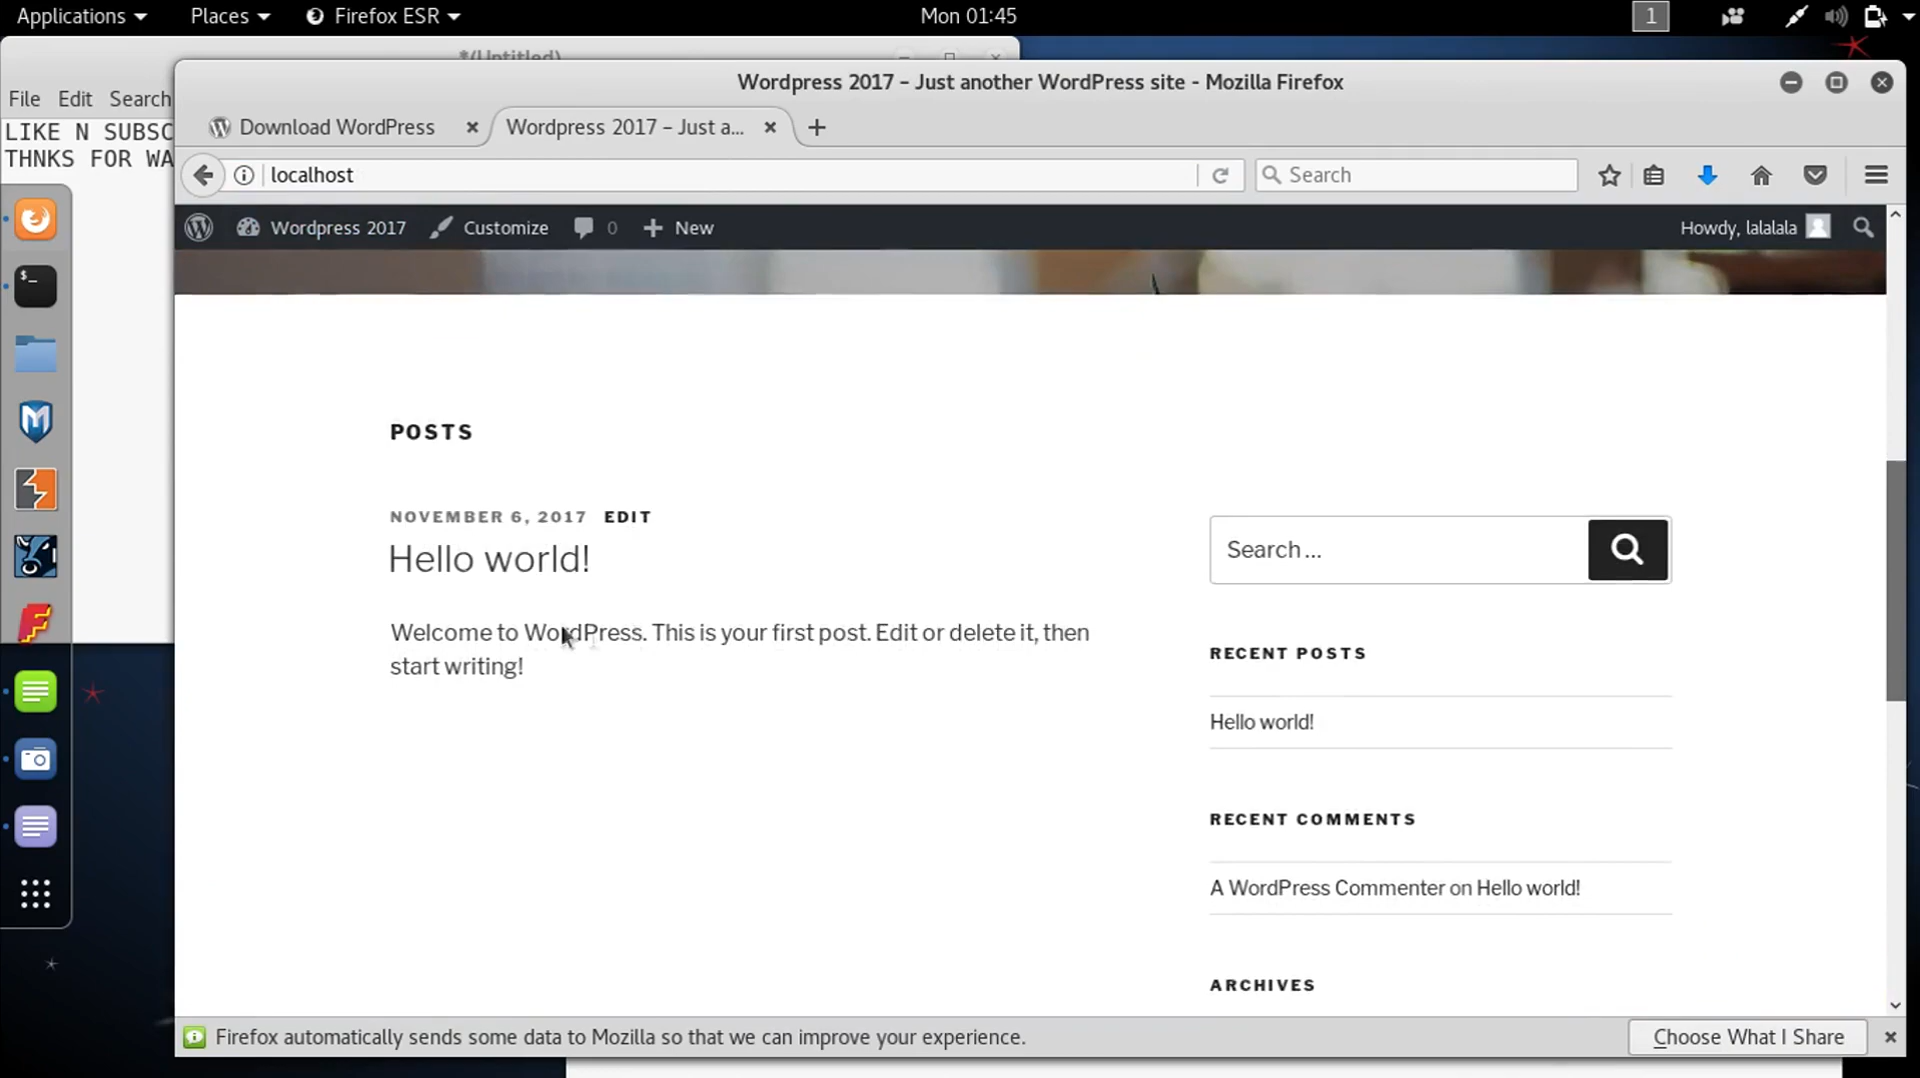 Applications Places Firefox ESR Mon 01:45 1
*(Untitled)
Wordpress 2017 – Just another WordPress site - Mozilla Firefox
File Edit Search
Download WordPress Wordpress 2017 – Just a...
LIKE N SUBSC
THNKS FOR WA
localhost Search
Wordpress 2017 Customize 0 New Howdy, lalalala
POSTS
NOVEMBER 6, 2017 EDIT
Hello world!
Welcome to WordPress. This is your first post. Edit or delete it, then
start writing!
Search ...
RECENT POSTS
Hello world!
RECENT COMMENTS
A WordPress Commenter on Hello world!
ARCHIVES
Firefox automatically sends some data to Mozilla so that we can improve your experience. Choose What I Share